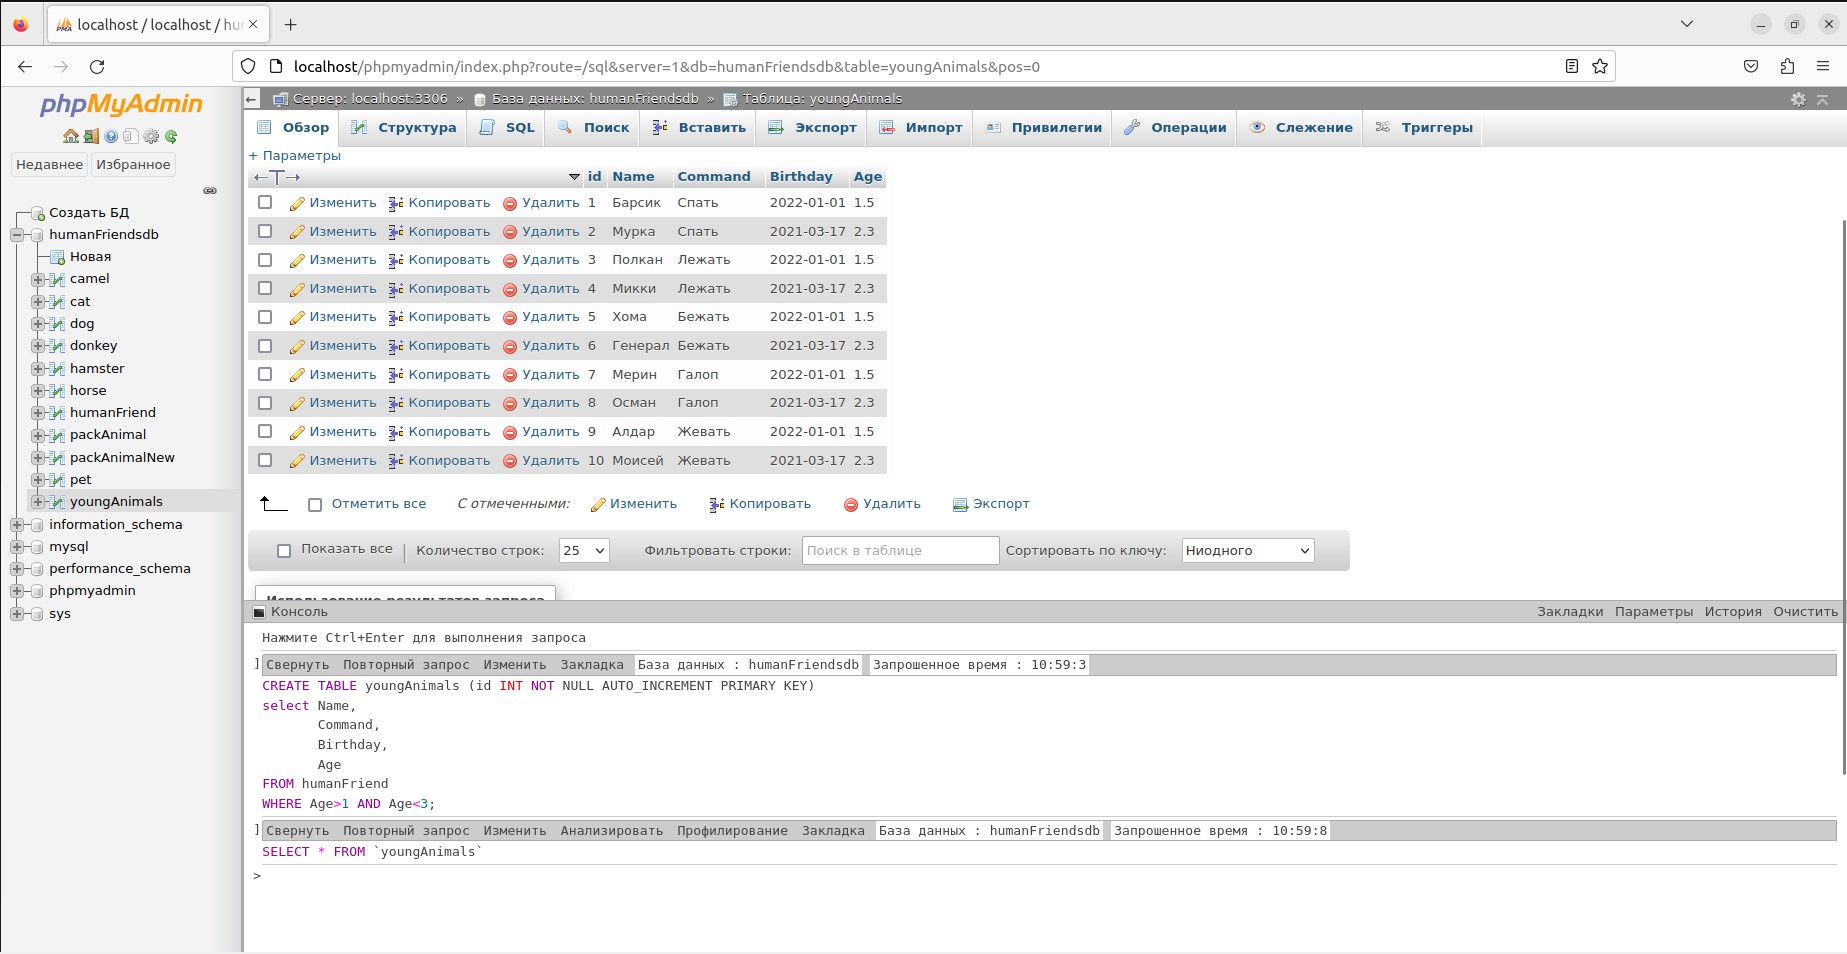 localhost / localhost / hu
localhost/phpmyadmin/index.php?route=/sql&server=1&db=humanFriendsdb&table=youngAnimals&pos=0
phpMyAdmin
Недавнее Избранное
Создать БД
humanFriendsdb
Новая
camel
cat
dog
donkey
hamster
horse
humanFriend
packAnimal
packAnimalNew
pet
youngAnimals
information_schema
mysql
performance_schema
phpmyadmin
sys
Сервер: localhost:3306 » База данных: humanFriendsdb » Таблица: youngAnimals
Обзор Структура SQL Поиск Вставить Экспорт Импорт Привилегии Операции Слежение Триггеры
+ Параметры
←T→ id Name Command Birthday Age
Изменить Копировать Удалить 1 Барсик Спать 2022-01-01 1.5
Изменить Копировать Удалить 2 Мурка Спать 2021-03-17 2.3
Изменить Копировать Удалить 3 Полкан Лежать 2022-01-01 1.5
Изменить Копировать Удалить 4 Микки Лежать 2021-03-17 2.3
Изменить Копировать Удалить 5 Хома Бежать 2022-01-01 1.5
Изменить Копировать Удалить 6 Генерал Бежать 2021-03-17 2.3
Изменить Копировать Удалить 7 Мерин Галоп 2022-01-01 1.5
Изменить Копировать Удалить 8 Осман Галоп 2021-03-17 2.3
Изменить Копировать Удалить 9 Алдар Жевать 2022-01-01 1.5
Изменить Копировать Удалить 10 Моисей Жевать 2021-03-17 2.3
Отметить все С отмеченными: Изменить Копировать Удалить Экспорт
Показать все | Количество строк: 25 Фильтровать строки: Поиск в таблице Сортировать по ключу: Ниодного
Использование результатов запроса
Консоль Закладки Параметры История Очистить
Нажмите Ctrl+Enter для выполнения запроса
] Свернуть Повторный запрос Изменить Закладка База данных : humanFriendsdb Запрошенное время : 10:59:3
CREATE TABLE youngAnimals (id INT NOT NULL AUTO_INCREMENT PRIMARY KEY)
select Name,
Command,
Birthday,
Age
FROM humanFriend
WHERE Age>1 AND Age<3;
] Свернуть Повторный запрос Изменить Анализировать Профилирование Закладка База данных : humanFriendsdb Запрошенное время : 10:59:8
SELECT * FROM `youngAnimals`
>